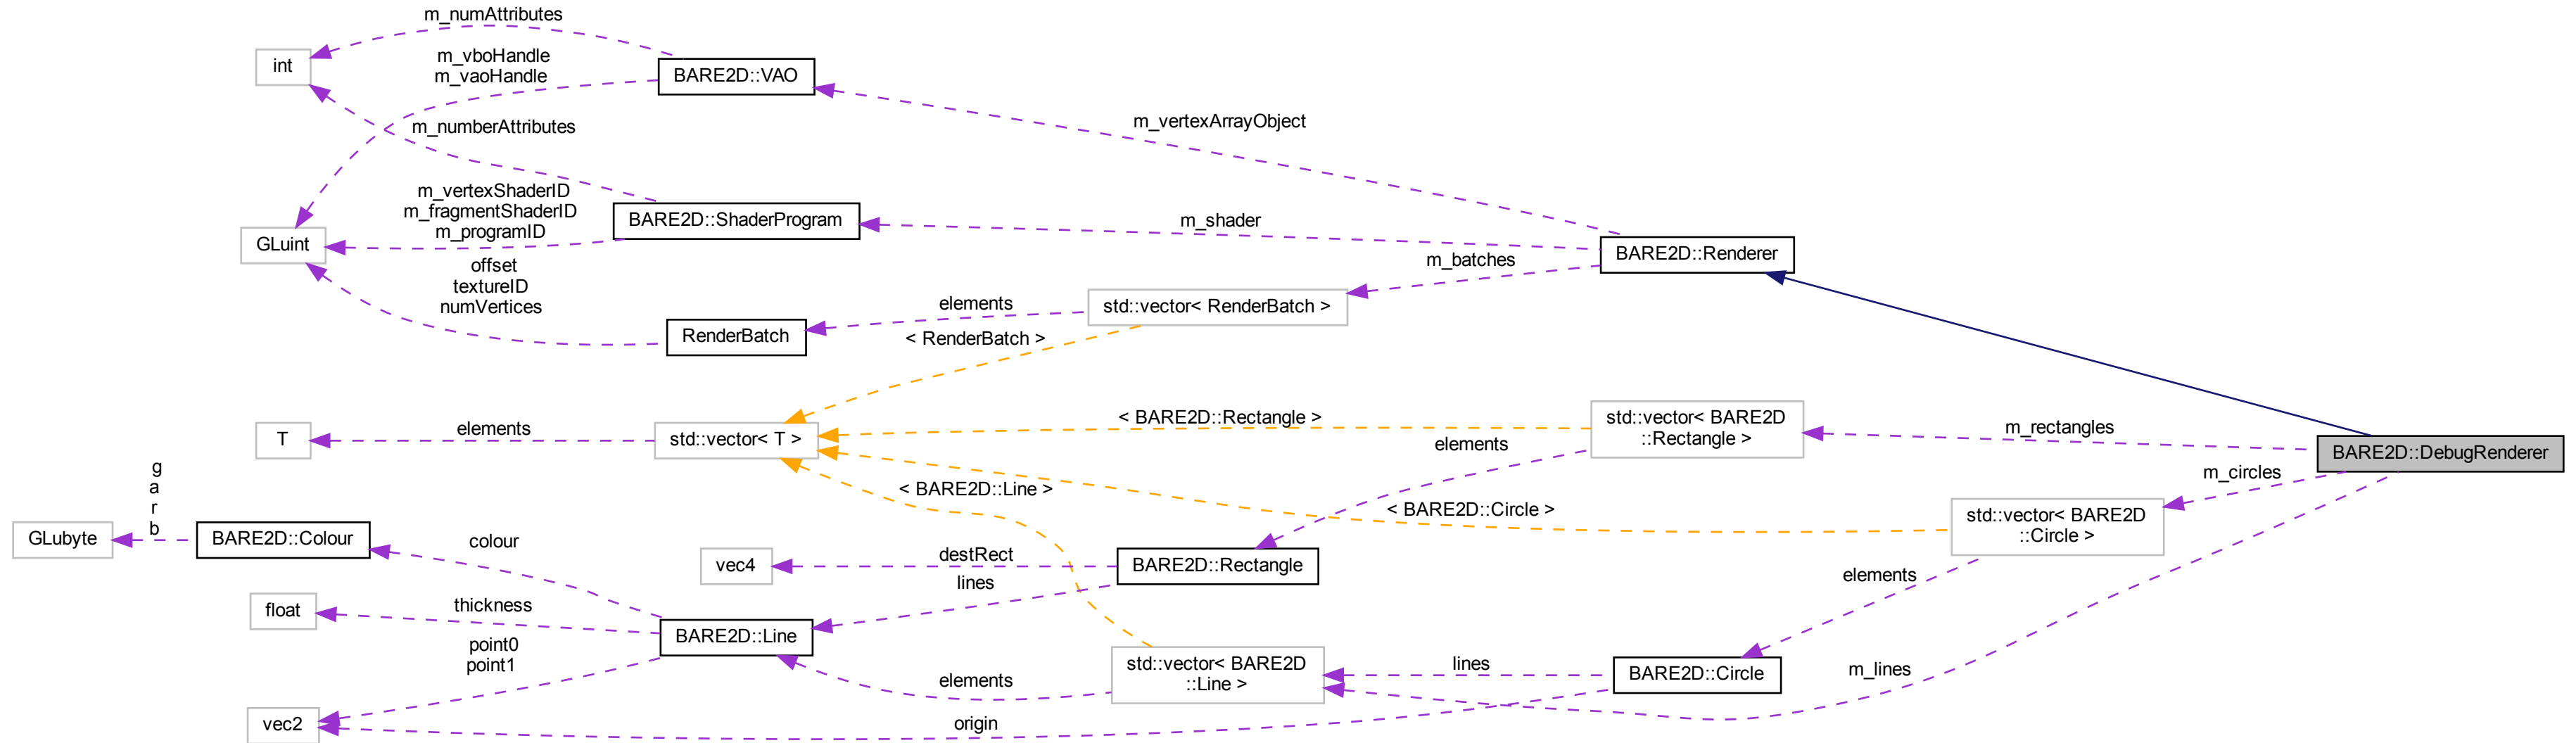 m_numAttributes
int
m_vboHandle
m_vaoHandle
BARE2D::VAO
m_numberAttributes
m_vertexArrayObject
m_vertexShaderID
m_fragmentShaderID
m_programID
BARE2D::ShaderProgram
m_shader
GLuint
BARE2D::Renderer
m_batches
offset
textureID
numVertices
elements
std::vector< RenderBatch >
RenderBatch
< RenderBatch >
T
elements
std::vector< T >
< BARE2D::Rectangle >
std::vector< BARE2D
::Rectangle >
m_rectangles
BARE2D::DebugRenderer
elements
m_circles
g
a
r
b
< BARE2D::Line >
< BARE2D::Circle >
std::vector< BARE2D
::Circle >
GLubyte
BARE2D::Colour
colour
vec4
destRect
BARE2D::Rectangle
lines
elements
float
thickness
BARE2D::Line
point0
point1
elements
std::vector< BARE2D
::Line >
lines
BARE2D::Circle
m_lines
vec2
origin